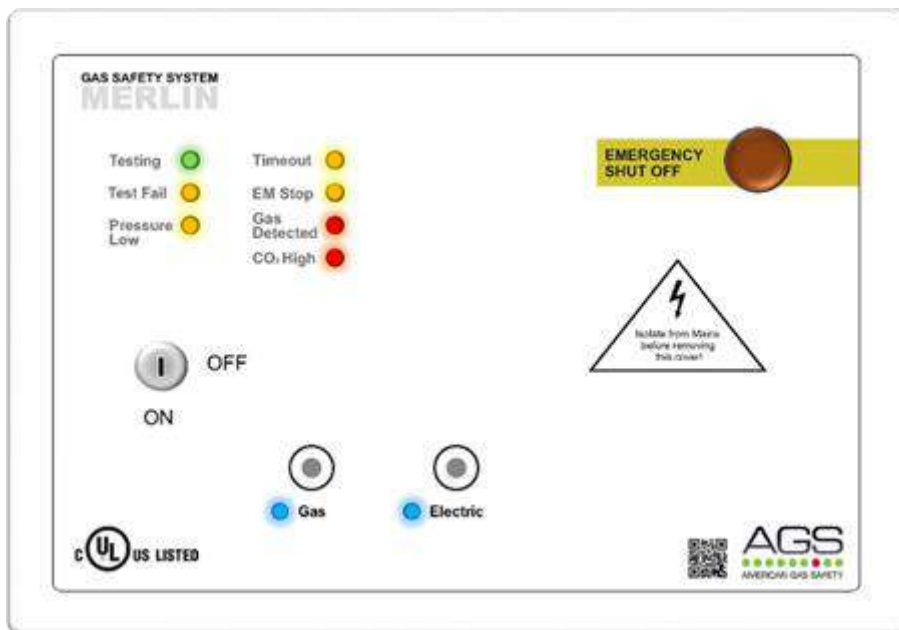 GAS SAFETY SYSTEM
MERLIN
Testing
Test Fail
Pressure
Low
Timeout
EM Stop
Gas
Detected
CO₂ High
EMERGENCY
SHUT OFF
Isolate from Mains
before removing
this cover!
OFF
ON
Gas
Electric
C UL US LISTED
AGS
AMERICAN GAS SAFETY